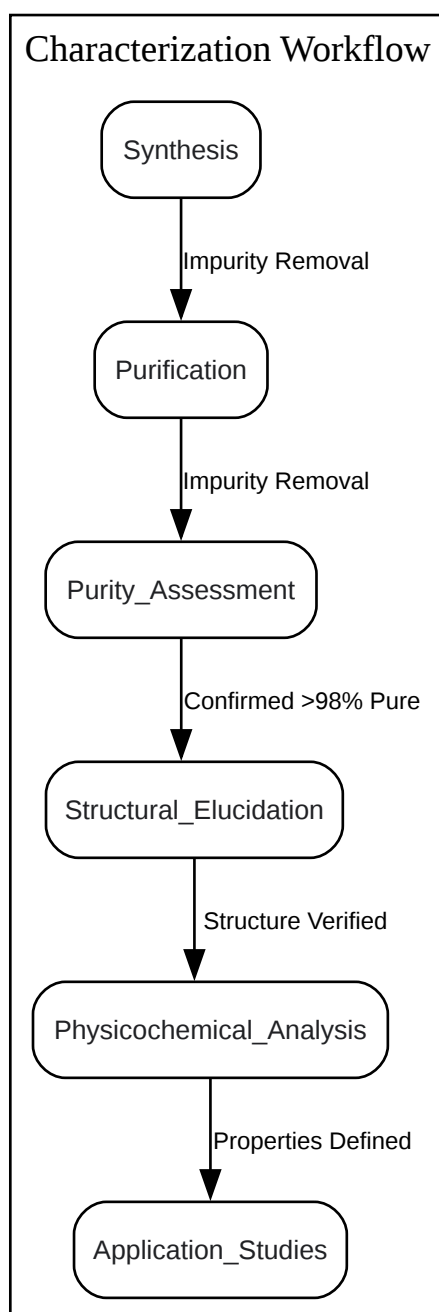 Characterization Workflow
Synthesis
Impurity Removal
Purification
Impurity Removal
Purity_Assessment
Confirmed >98% Pure
Structural_Elucidation
Structure Verified
Physicochemical_Analysis
Properties Defined
Application_Studies